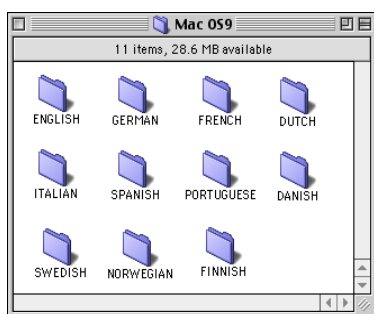 Mac OS9
11 items, 28.6 MB available
ENGLISH GERMAN FRENCH DUTCH
ITALIAN SPANISH PORTUGUESE DANISH
SWEDISH NORWEGIAN FINNISH